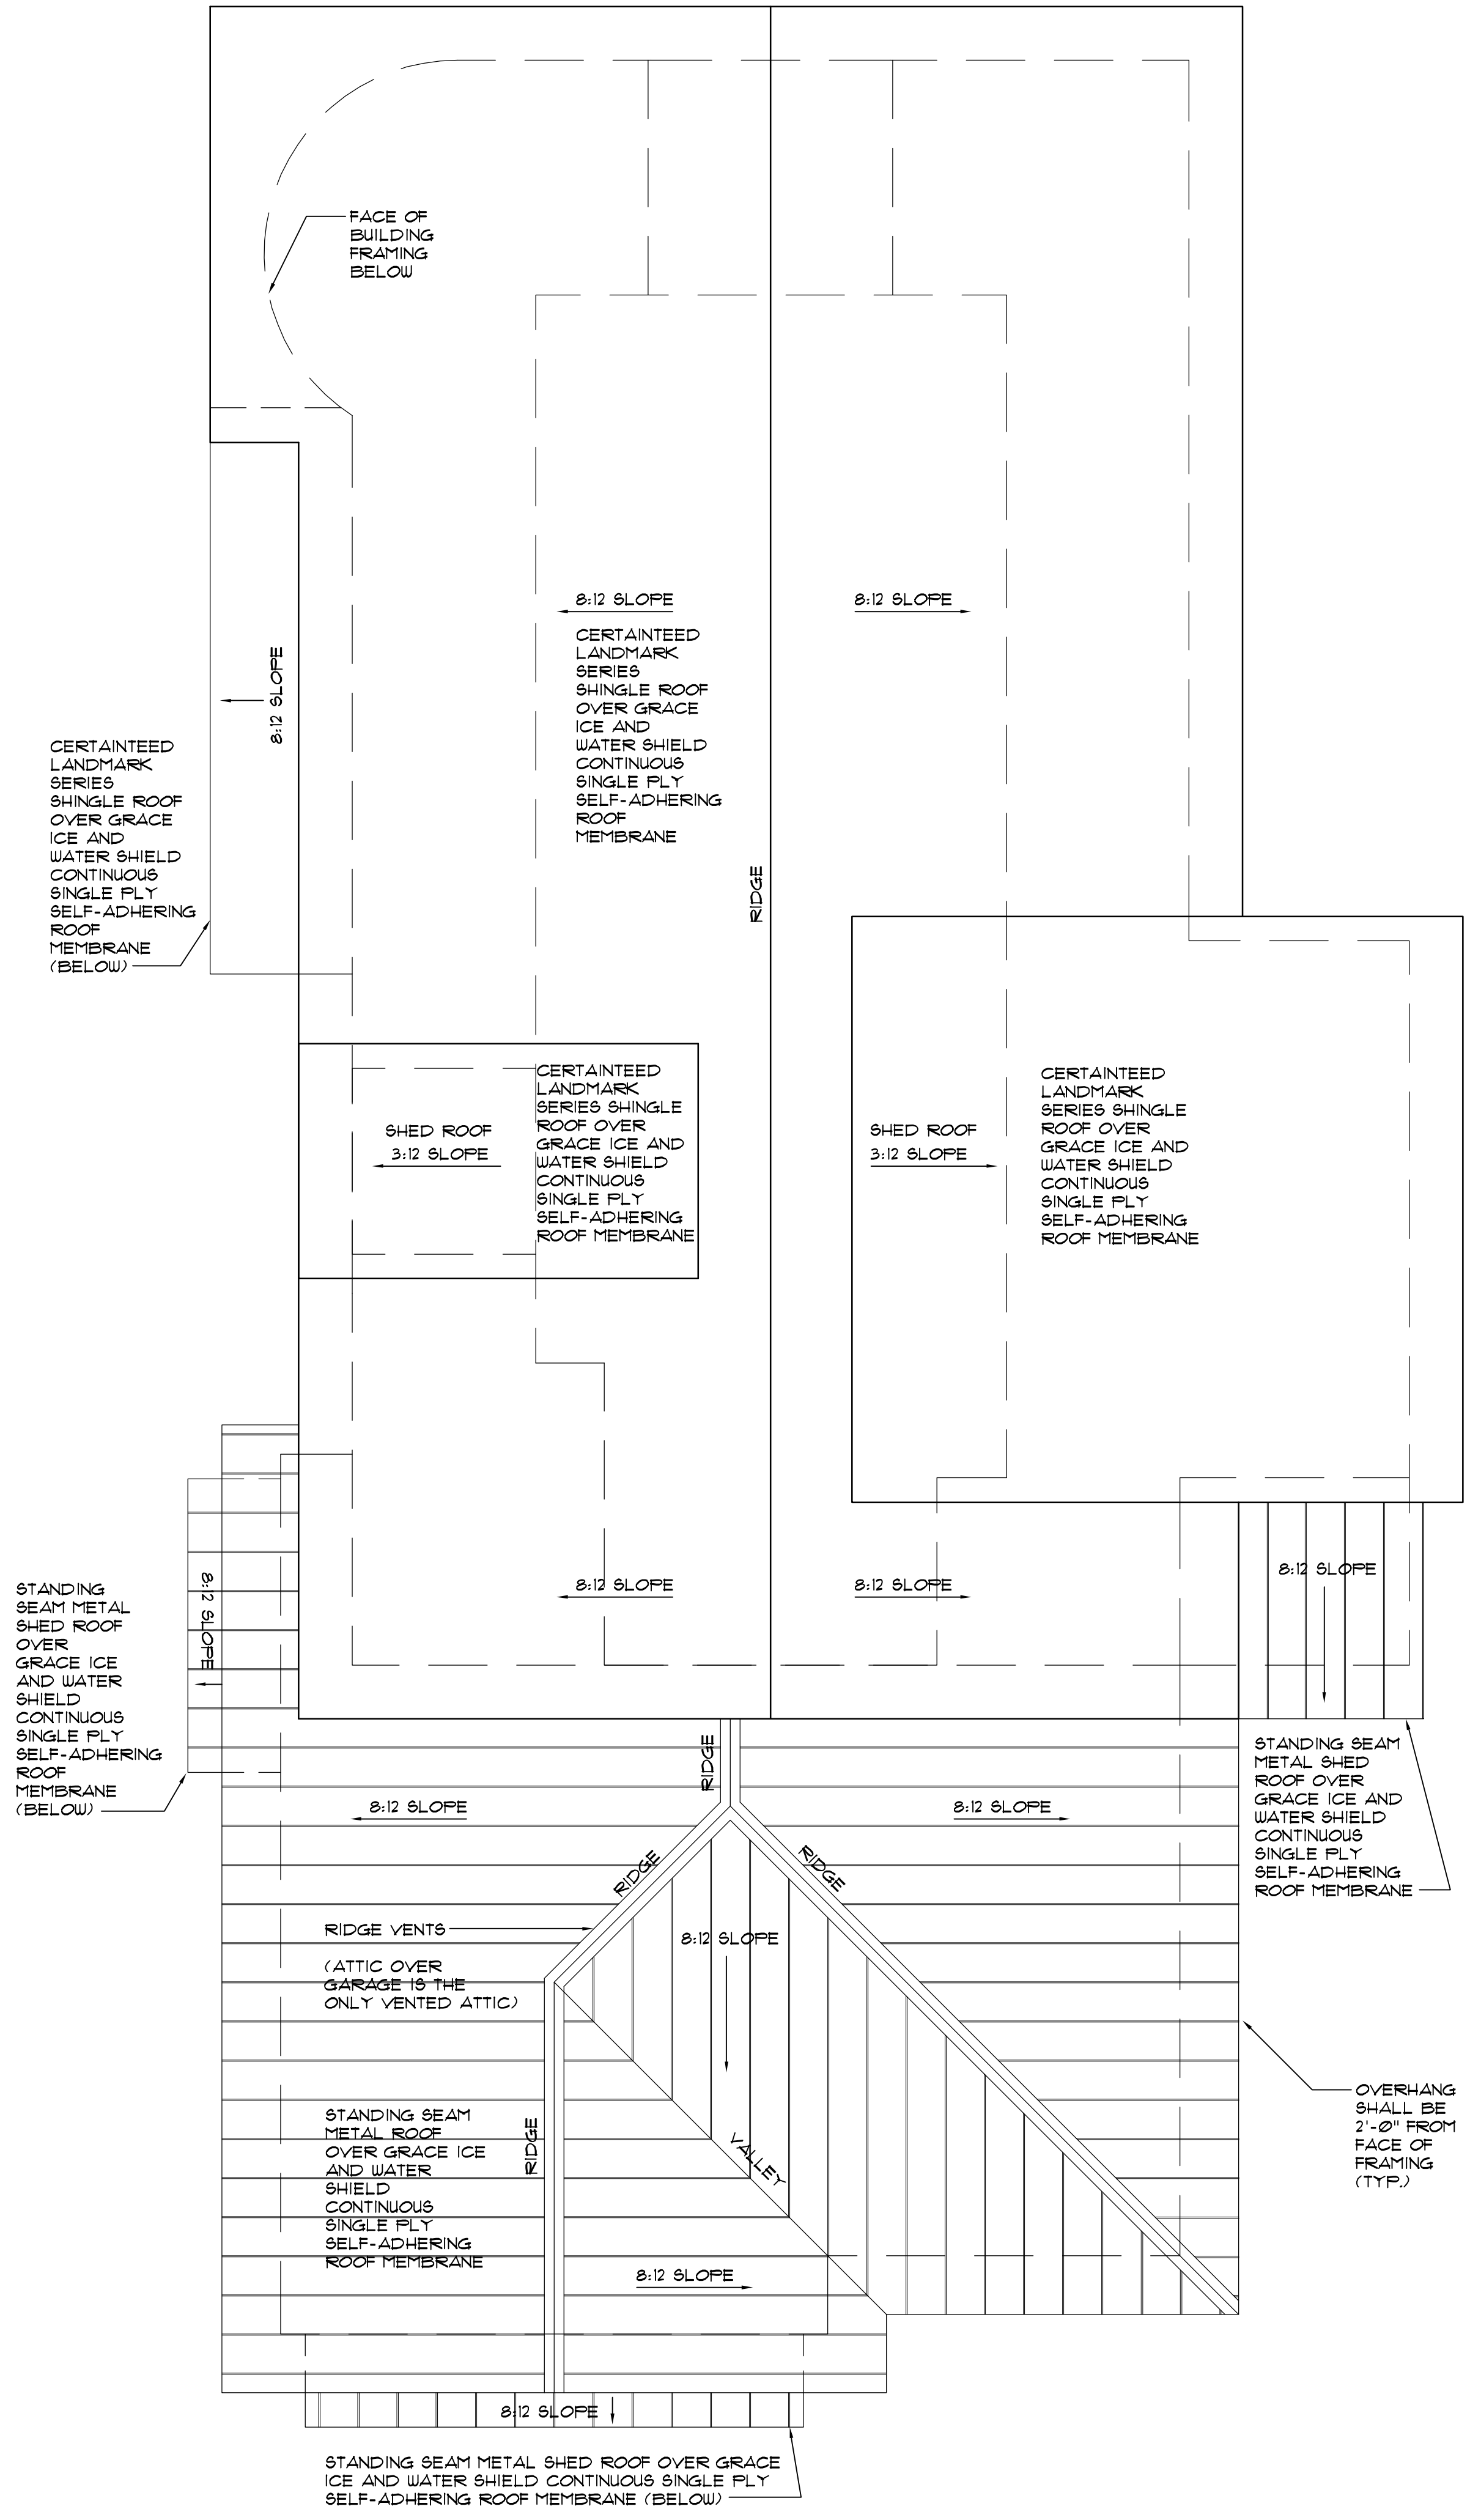 FACE OF
BUILDING
FRAMING
BELOW
8:12 SLOPE
CERTAINTEED
LANDMARK
SERIES
SHINGLE ROOF
OVER GRACE
ICE AND
WATER SHIELD
CONTINUOUS
SINGLE PLY
SELF-ADHERING
ROOF
MEMBRANE
8:12 SLOPE
8:12 SLOPE
CERTAINTEED
LANDMARK
SERIES
SHINGLE ROOF
OVER GRACE
ICE AND
WATER SHIELD
CONTINUOUS
SINGLE PLY
SELF-ADHERING
ROOF
MEMBRANE
(BELOW)
RIDGE
SHED ROOF
3:12 SLOPE
CERTAINTEED
LANDMARK
SERIES SHINGLE
ROOF OVER
GRACE ICE AND
WATER SHIELD
CONTINUOUS
SINGLE PLY
SELF-ADHERING
ROOF MEMBRANE
SHED ROOF
3:12 SLOPE
CERTAINTEED
LANDMARK
SERIES SHINGLE
ROOF OVER
GRACE ICE AND
WATER SHIELD
CONTINUOUS
SINGLE PLY
SELF-ADHERING
ROOF MEMBRANE
STANDING
SEAM METAL
SHED ROOF
OVER
GRACE ICE
AND WATER
SHIELD
CONTINUOUS
SINGLE PLY
SELF-ADHERING
ROOF
MEMBRANE
(BELOW)
8:12 SLOPE
8:12 SLOPE
8:12 SLOPE
8:12 SLOPE
STANDING SEAM
METAL SHED
ROOF OVER
GRACE ICE AND
WATER SHIELD
CONTINUOUS
SINGLE PLY
SELF-ADHERING
ROOF MEMBRANE
RIDGE
8:12 SLOPE
8:12 SLOPE
RIDGE
RIDGE
RIDGE VENTS
(ATTIC OVER
GARAGE IS THE
ONLY VENTED ATTIC)
8:12 SLOPE
STANDING SEAM
METAL ROOF
OVER GRACE ICE
AND WATER
SHIELD
CONTINUOUS
SINGLE PLY
SELF-ADHERING
ROOF MEMBRANE
RIDGE
VALLEY
OVERHANG
SHALL BE
2'-0" FROM
FACE OF
FRAMING
(TYP.)
8:12 SLOPE
8:12 SLOPE
STANDING SEAM METAL SHED ROOF OVER GRACE
ICE AND WATER SHIELD CONTINUOUS SINGLE PLY
SELF-ADHERING ROOF MEMBRANE (BELOW)